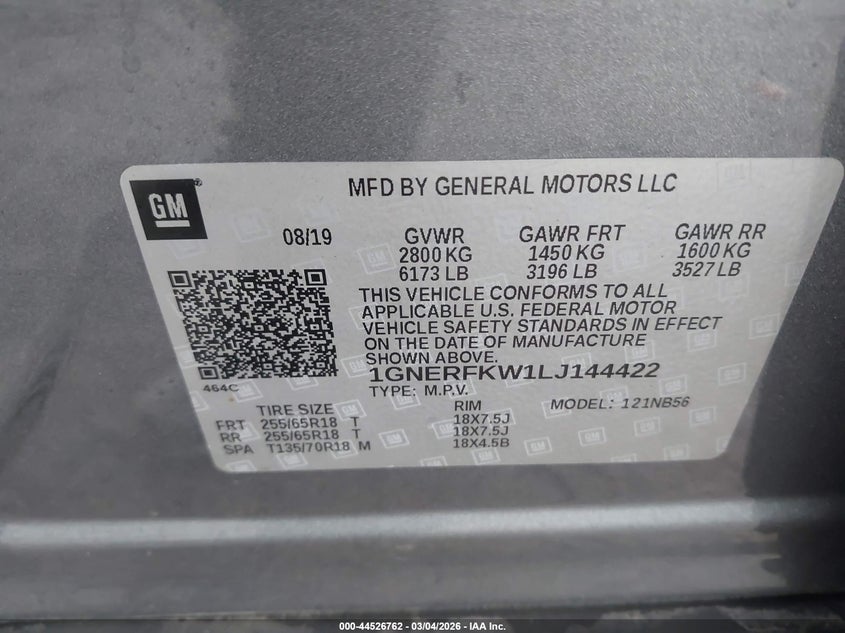 GM®
MFD BY GENERAL MOTORS LLC
08/19 GVWR GAWR FRT GAWR RR
2800 KG 1450 KG 1600 KG
6173 LB 3196 LB 3527 LB
THIS VEHICLE CONFORMS TO ALL
APPLICABLE U.S. FEDERAL MOTOR
VEHICLE SAFETY STANDARDS IN EFFECT
ON THE DATE OF MANUFACTURE
SHOWN ABOVE.
464C
1GNERFKW1LJ144422
TYPE: M.P.V. MODEL: 121NB56
TIRE SIZE RIM
FRT 255/65R18 T 18X7.5J
RR 255/65R18 T 18X7.5J
SPA T135/70R18 M 18X4.5B
000-44526762 - 03/04/2026 - IAA Inc.